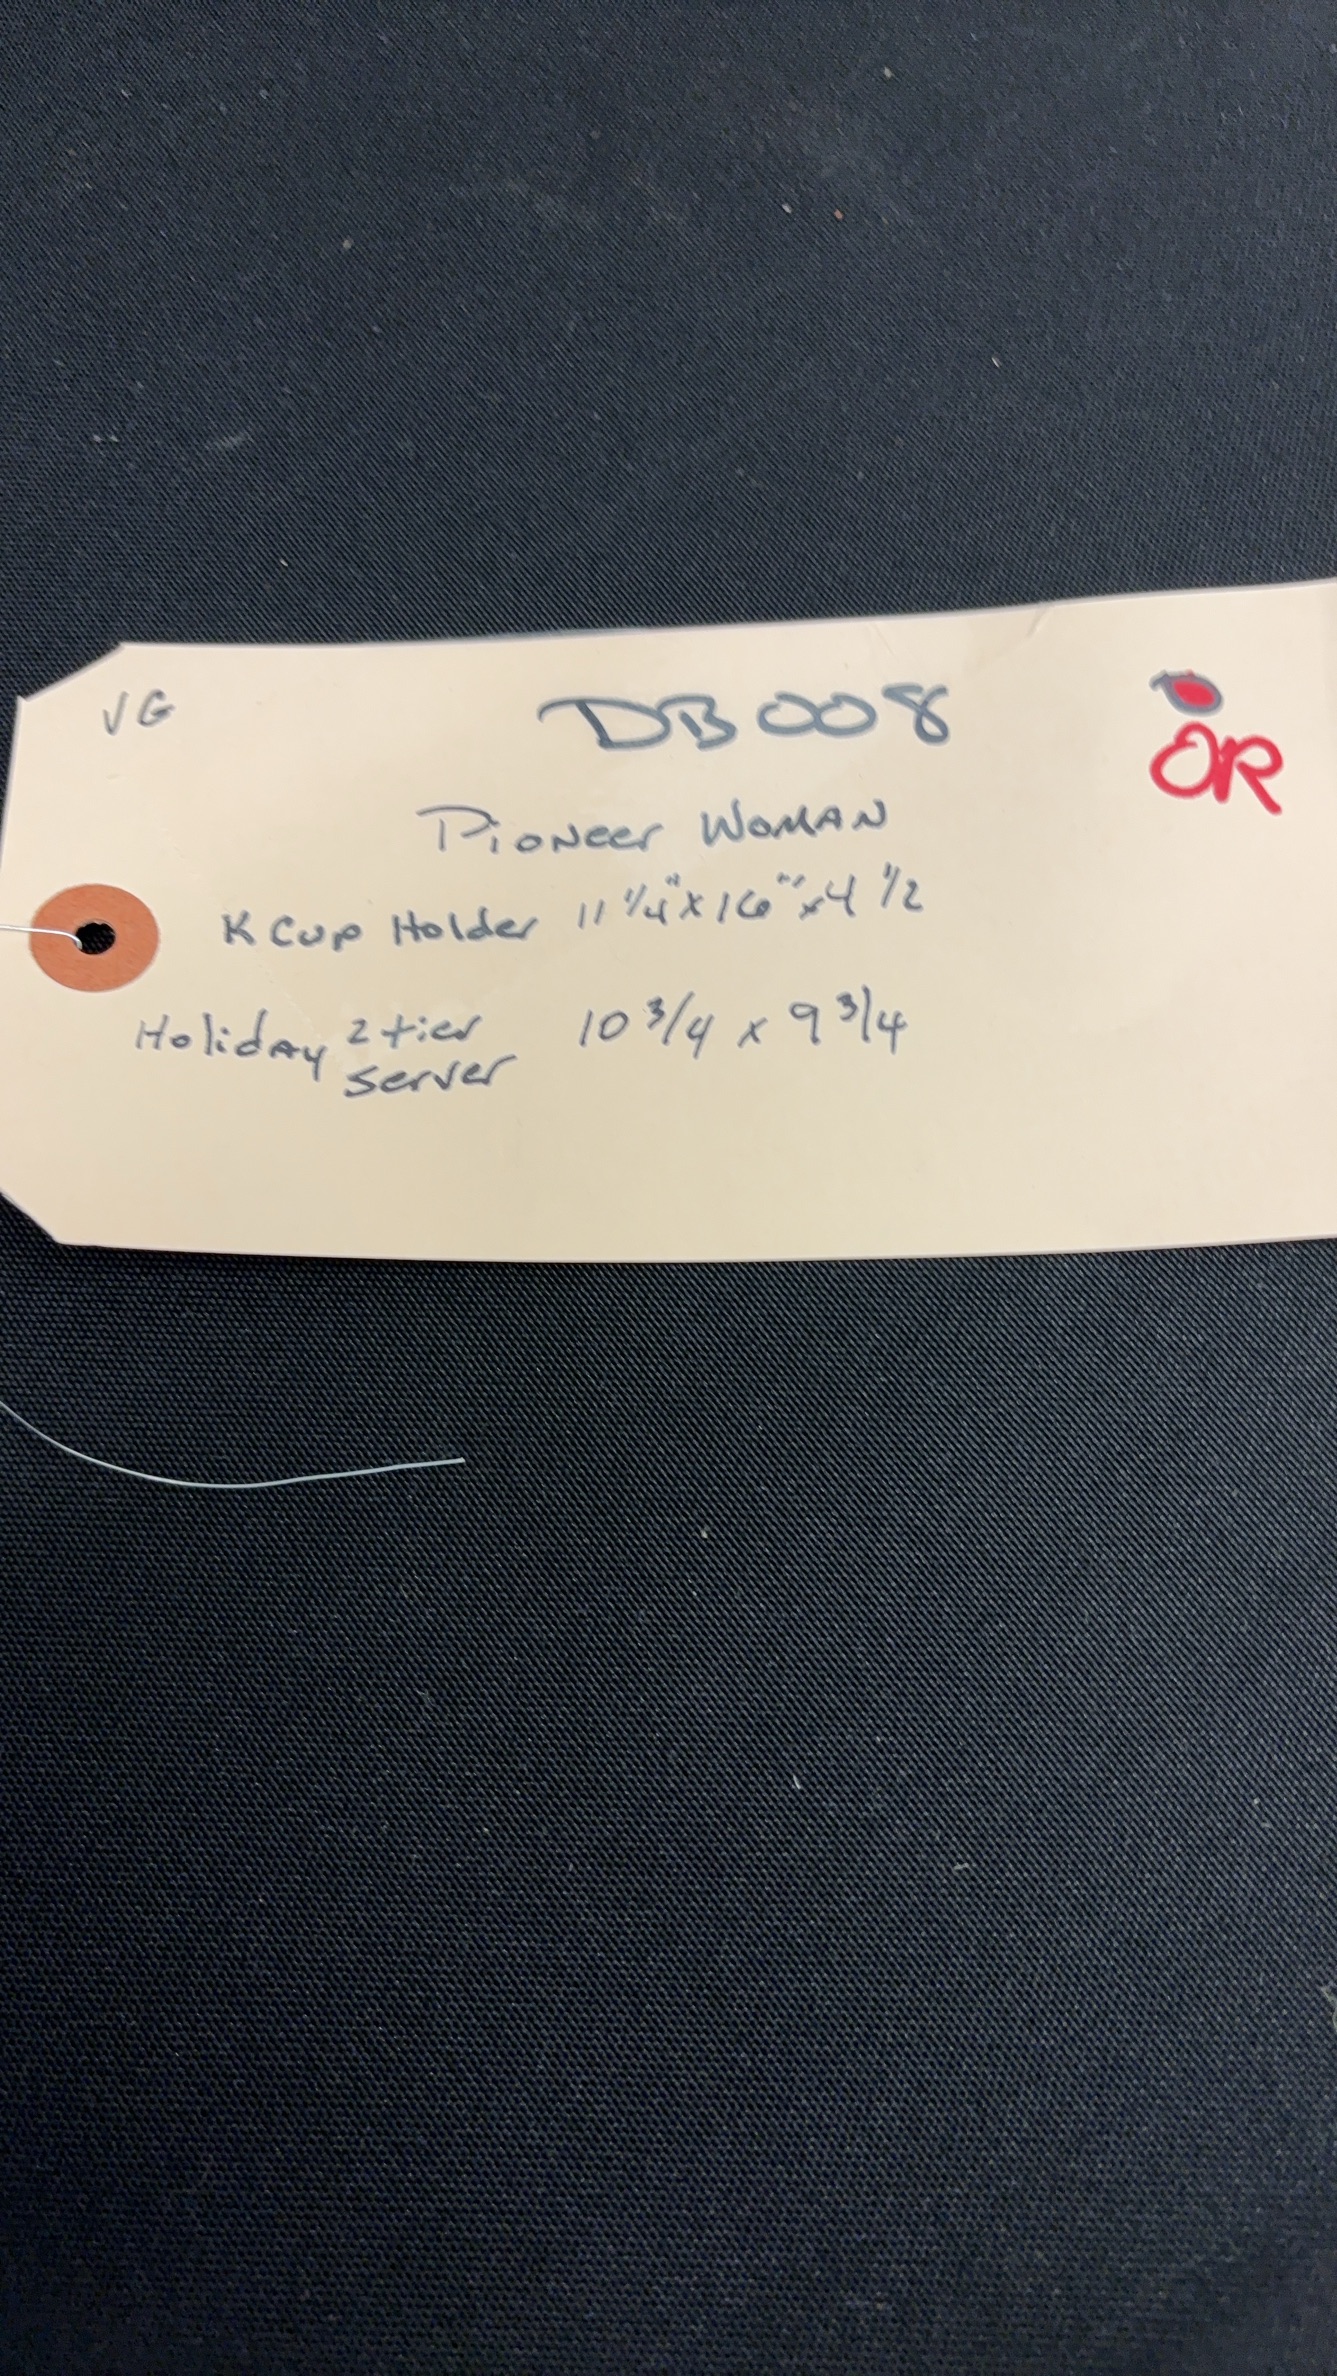 VG
DB008
OR
Pioneer Woman
K Cup Holder 11 1/4" x 16" x 4 1/2
Holiday 2 tier server 10 3/4 x 9 3/4